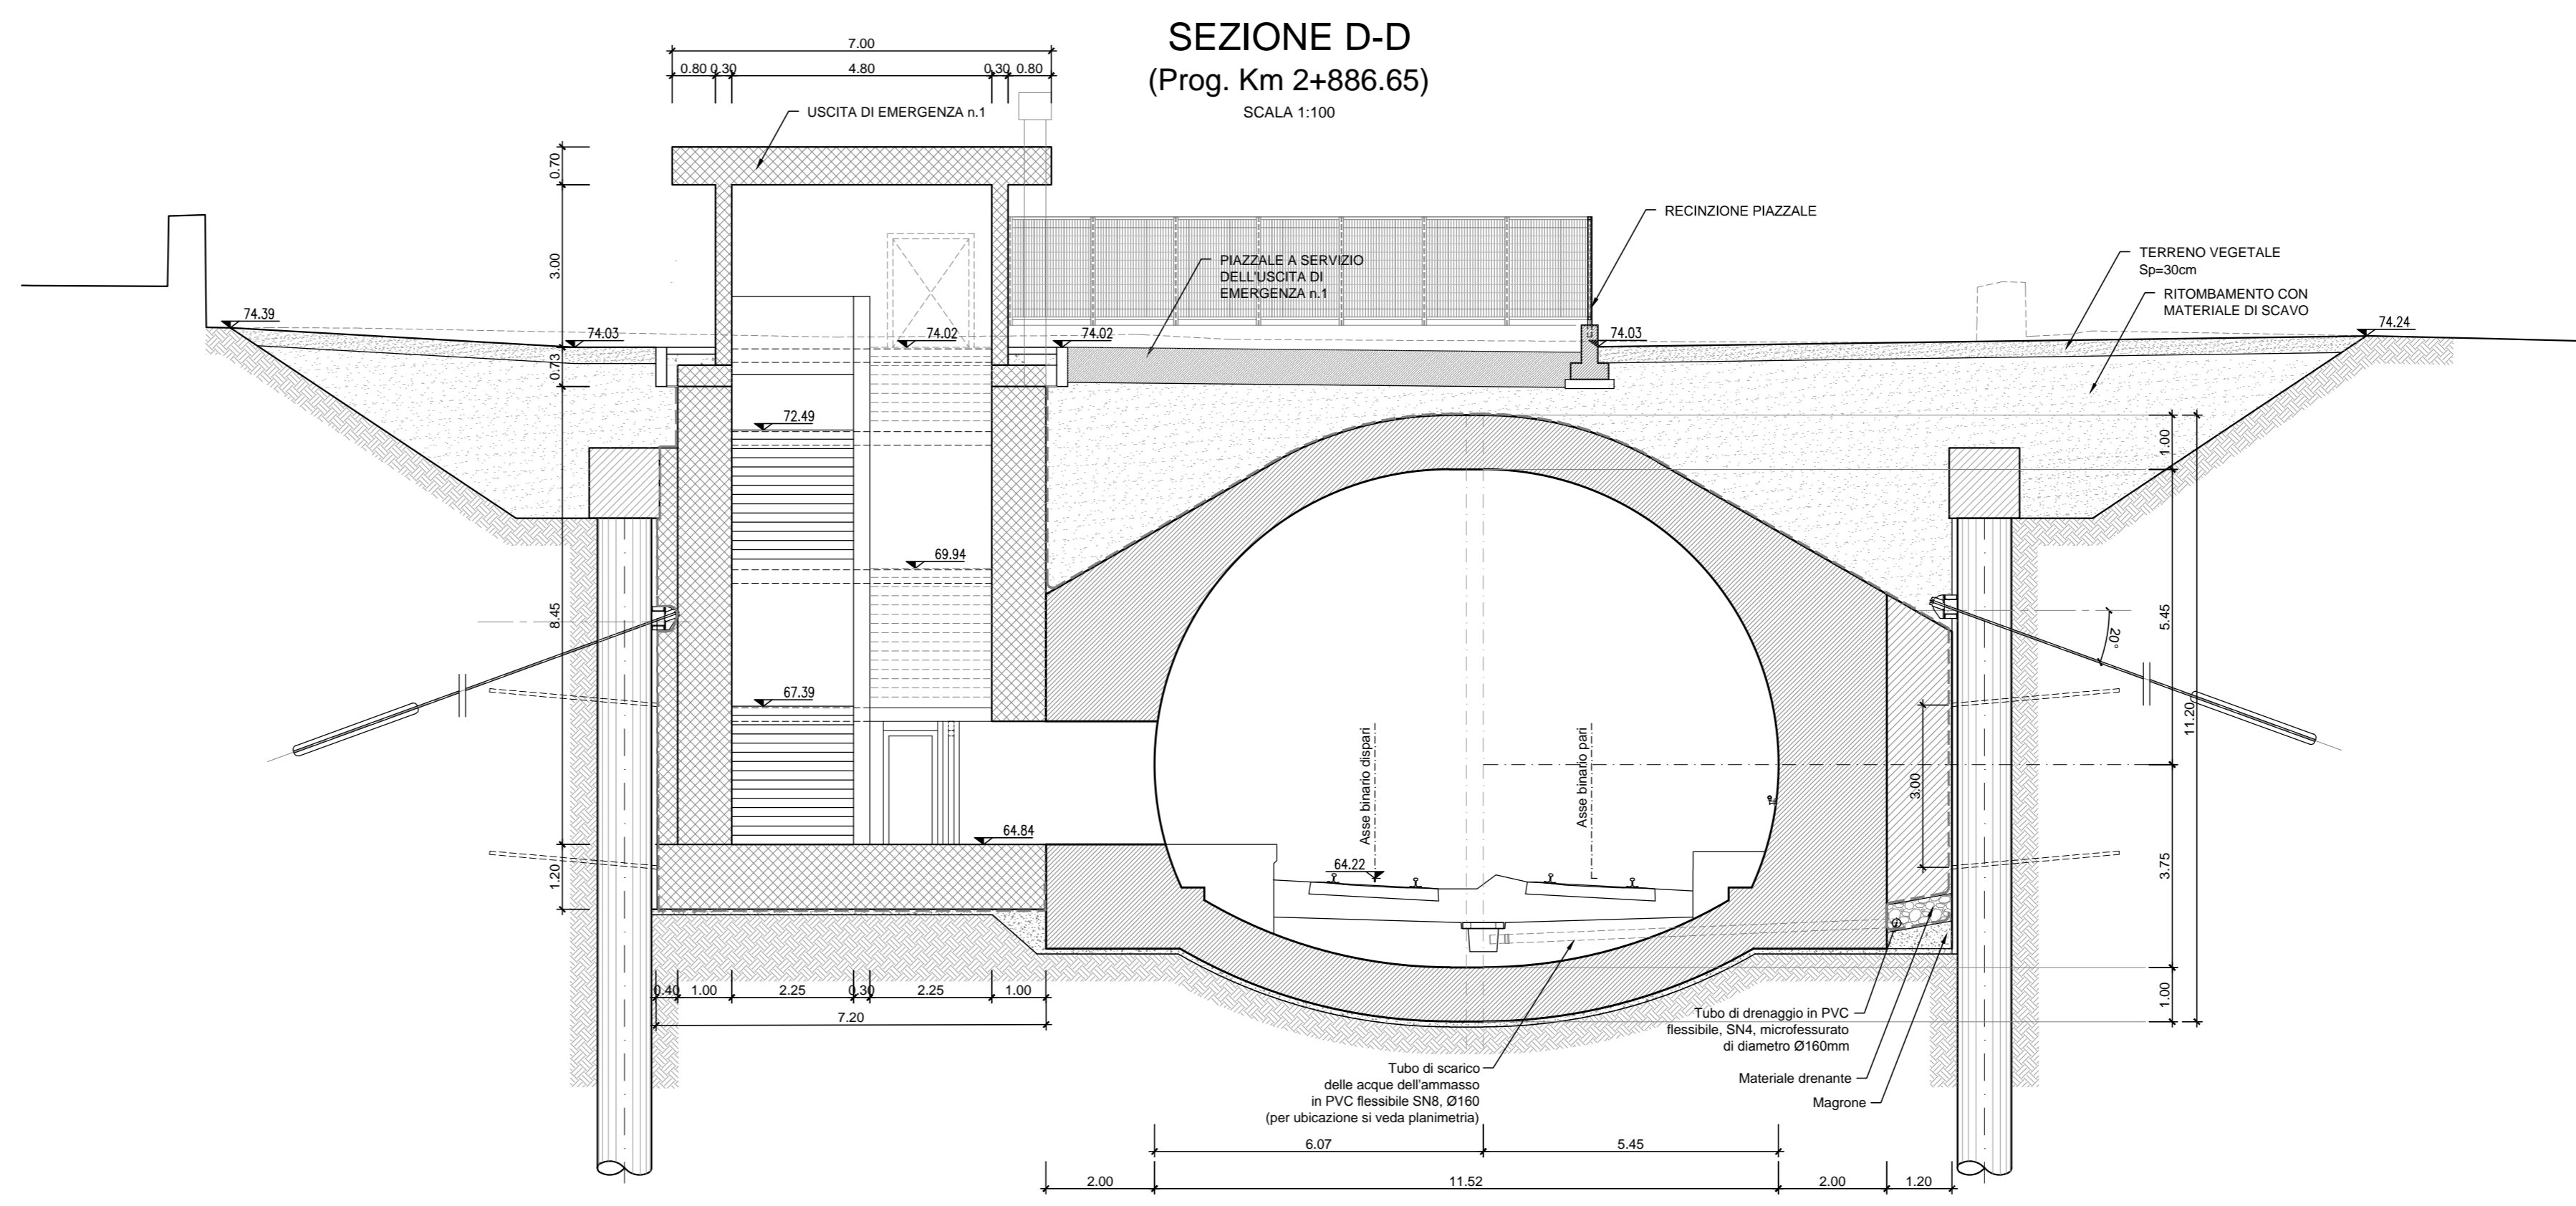 SEZIONE D-D
(Prog. Km 2+886.65)
SCALA 1:100
7.00
0.80 0.30 4.80 0.30 0.80
USCITA DI EMERGENZA n.1
0.70
3.00
0.73
8.45
1.20
RECINZIONE PIAZZALE
PIAZZALE A SERVIZIO
DELL'USCITA DI
EMERGENZA n.1
TERRENO VEGETALE
Sp=30cm
RITOMBAMENTO CON
MATERIALE DI SCAVO
74.39
74.03
74.02
74.02
74.03
74.24
72.49
69.94
67.39
64.84
64.22
Asse binario dispari
Asse binario pari
20°
3.00
1.00
5.45
3.75
1.00
11.20
0.40 1.00 2.25 0.30 2.25 1.00
7.20
Tubo di drenaggio in PVC
flessibile, SN4, microfessurato
di diametro Ø160mm
Materiale drenante
Magrone
Tubo di scarico
delle acque dell'ammasso
in PVC flessibile SN8, Ø160
(per ubicazione si veda planimetria)
6.07 5.45
2.00 11.52 2.00 1.20